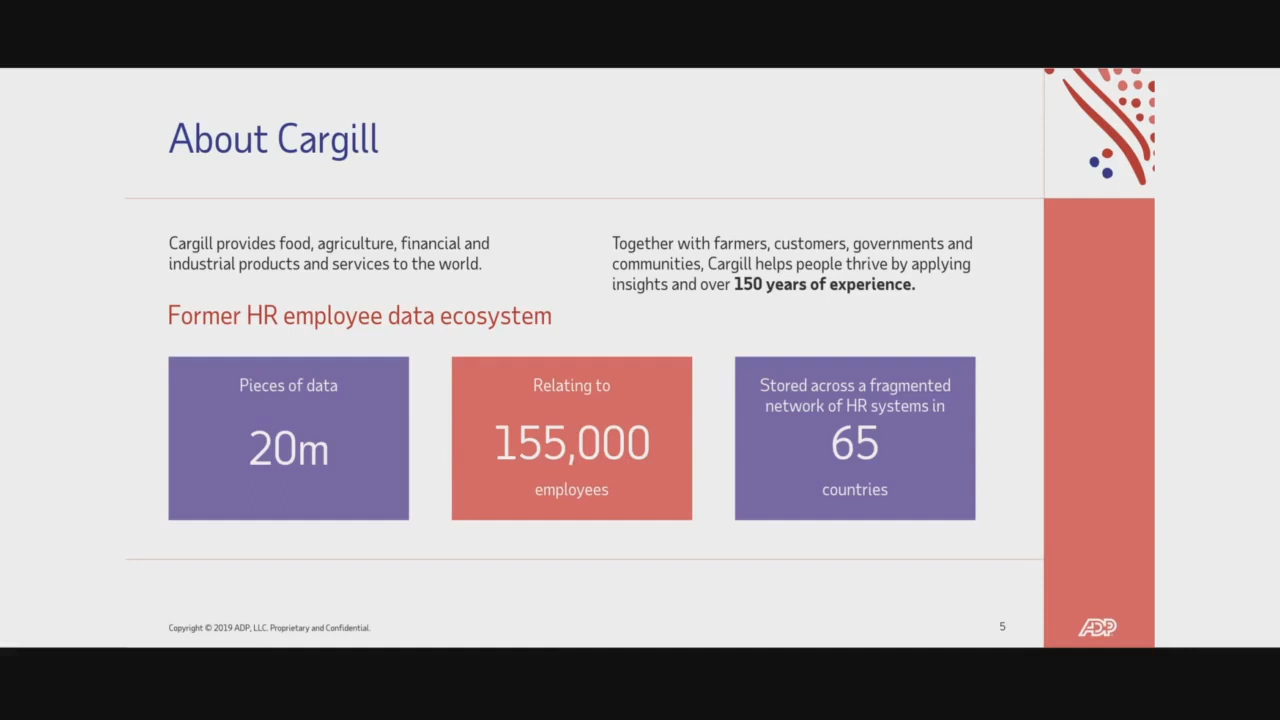 About Cargill
Cargill provides food, agriculture, financial and
industrial products and services to the world.
Together with farmers, customers, governments and
communities, Cargill helps people thrive by applying
insights and over 150 years of experience.
Former HR employee data ecosystem
Pieces of data
20m
Relating to
155,000
employees
Stored across a fragmented
network of HR systems in
65
countries
Copyright © 2019 ADP, LLC. Proprietary and Confidential.
5
ADP